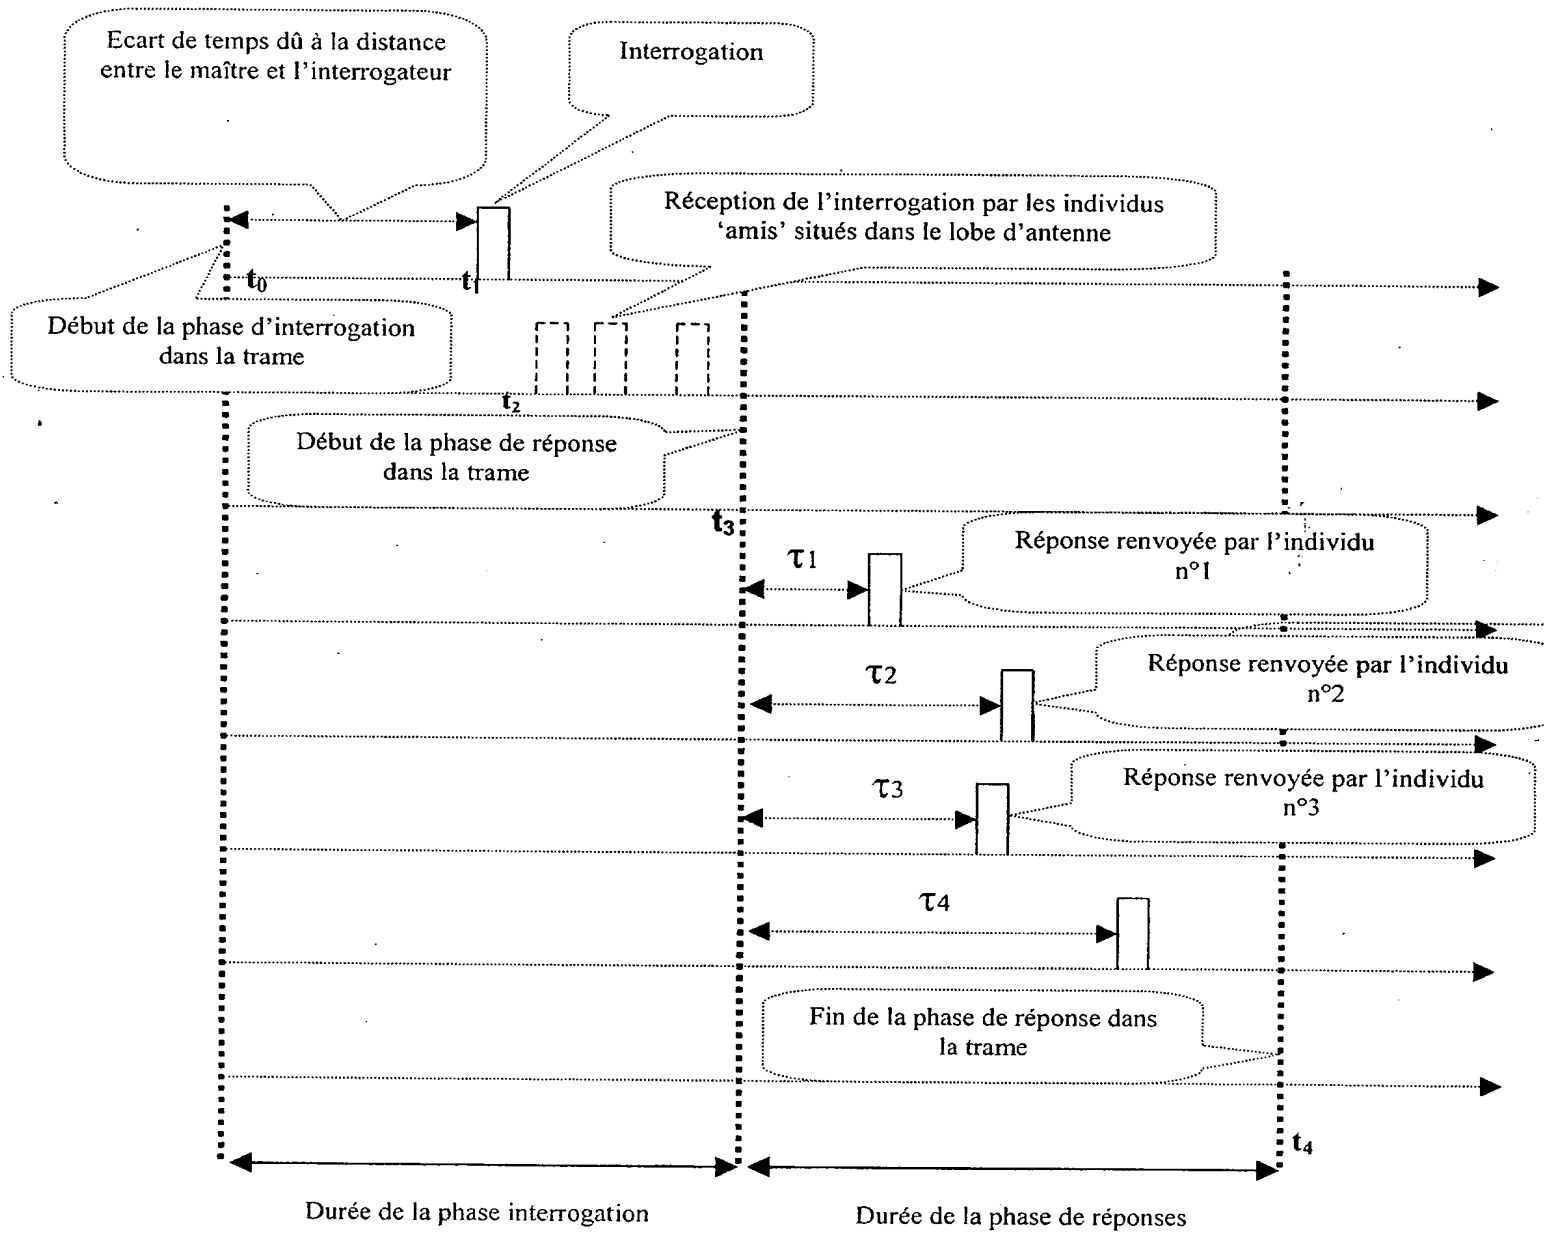 Ecart de temps dû à la distance
entre le maître et l'interrogateur
Interrogation
Réception de l'interrogation par les individus
'amis' situés dans le lobe d'antenne
t0
t1
Début de la phase d'interrogation
dans la trame
t2
Début de la phase de réponse
dans la trame
t3
τ1
Réponse renvoyée par l'individu
n°1
τ2
Réponse renvoyée par l'individu
n°2
τ3
Réponse renvoyée par l'individu
n°3
τ4
Fin de la phase de réponse dans
la trame
t4
Durée de la phase interrogation
Durée de la phase de réponses